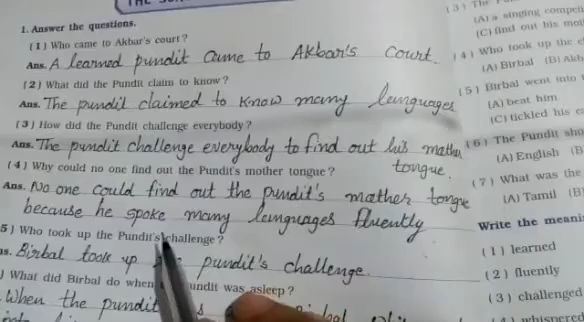 1. Answer the questions.
( 1 ) Who came to Akbar's court?
Ans. A learned pundit came to Akbar's court.
( 2 ) What did the Pundit claim to know?
Ans. The pundit claimed to know many languages
( 3 ) How did the Pundit challenge everybody?
Ans. The pundit challenge everybody to find out his mother tongue.
( 4 ) Why could no one find out the Pundit's mother tongue?
Ans. No one could find out the pundit's mother tongue
because he spoke many languages fluently
5 ) Who took up the Pundit's challenge?
Birbal took up pundit's challenge.
) What did Birbal do when undit was asleep?
When the pundit
( 3 ) The
(A) a singing
(C) find out his
( 4 ) Who took up the
(A) Birbal (B)
( 5 ) Birbal went into
(A) beat him
(C) tickled his
( 6 ) The Pundit
(A) English (B
( 7 ) What was the
(A) Tamil (B
Write the
( 1 ) learned
( 2 ) fluently
( 3 ) challenged
whispered